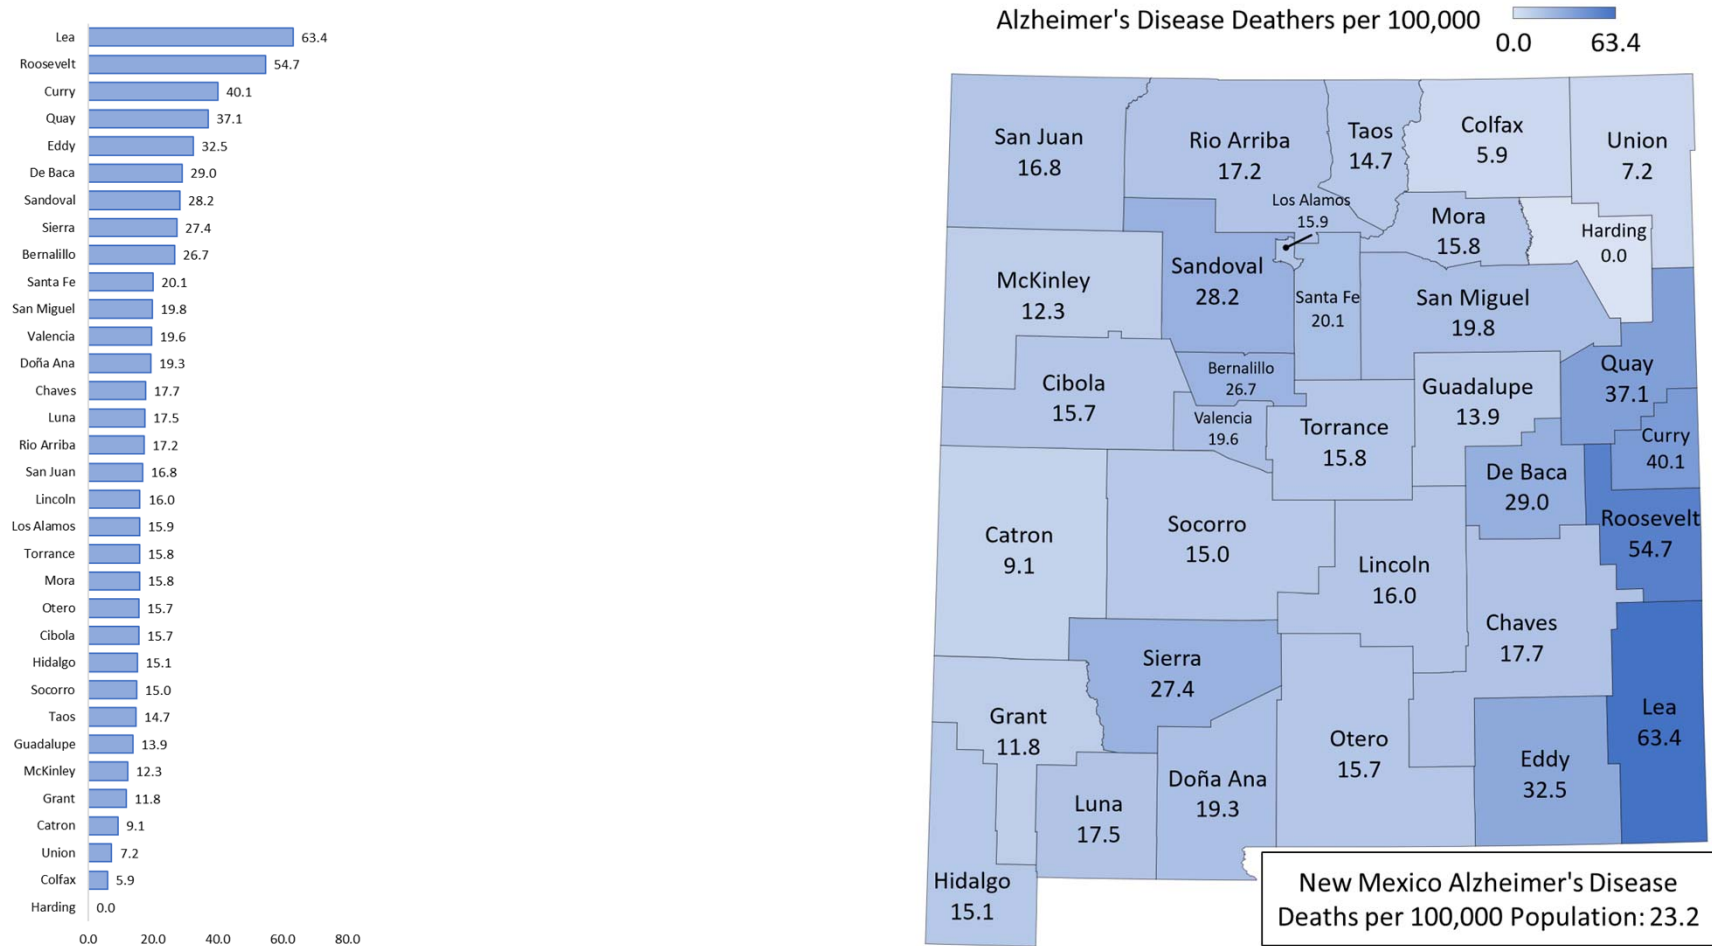 Lea 63.4
Roosevelt 54.7
Curry 40.1
Quay 37.1
Eddy 32.5
De Baca 29.0
Sandoval 28.2
Sierra 27.4
Bernalillo 26.7
Santa Fe 20.1
San Miguel 19.8
Valencia 19.6
Doña Ana 19.3
Chaves 17.7
Luna 17.5
Rio Arriba 17.2
San Juan 16.8
Lincoln 16.0
Los Alamos 15.9
Torrance 15.8
Mora 15.8
Otero 15.7
Cibola 15.7
Hidalgo 15.1
Socorro 15.0
Taos 14.7
Guadalupe 13.9
McKinley 12.3
Grant 11.8
Catron 9.1
Union 7.2
Colfax 5.9
Harding 0.0
0.0 20.0 40.0 60.0 80.0
Alzheimer's Disease Deathers per 100,000
0.0 63.4
San Juan
16.8
Rio Arriba
17.2
Taos
14.7
Colfax
5.9
Union
7.2
Los Alamos
15.9
Mora
15.8
Harding
0.0
McKinley
12.3
Sandoval
28.2
Santa Fe
20.1
San Miguel
19.8
Quay
37.1
Cibola
15.7
Bernalillo
26.7
Guadalupe
13.9
Valencia
19.6
Torrance
15.8
Curry
40.1
De Baca
29.0
Roosevelt
54.7
Catron
9.1
Socorro
15.0
Lincoln
16.0
Chaves
17.7
Sierra
27.4
Grant
11.8
Lea
63.4
Otero
15.7
Eddy
32.5
Doña Ana
19.3
Luna
17.5
Hidalgo
15.1
New Mexico Alzheimer's Disease
Deaths per 100,000 Population: 23.2